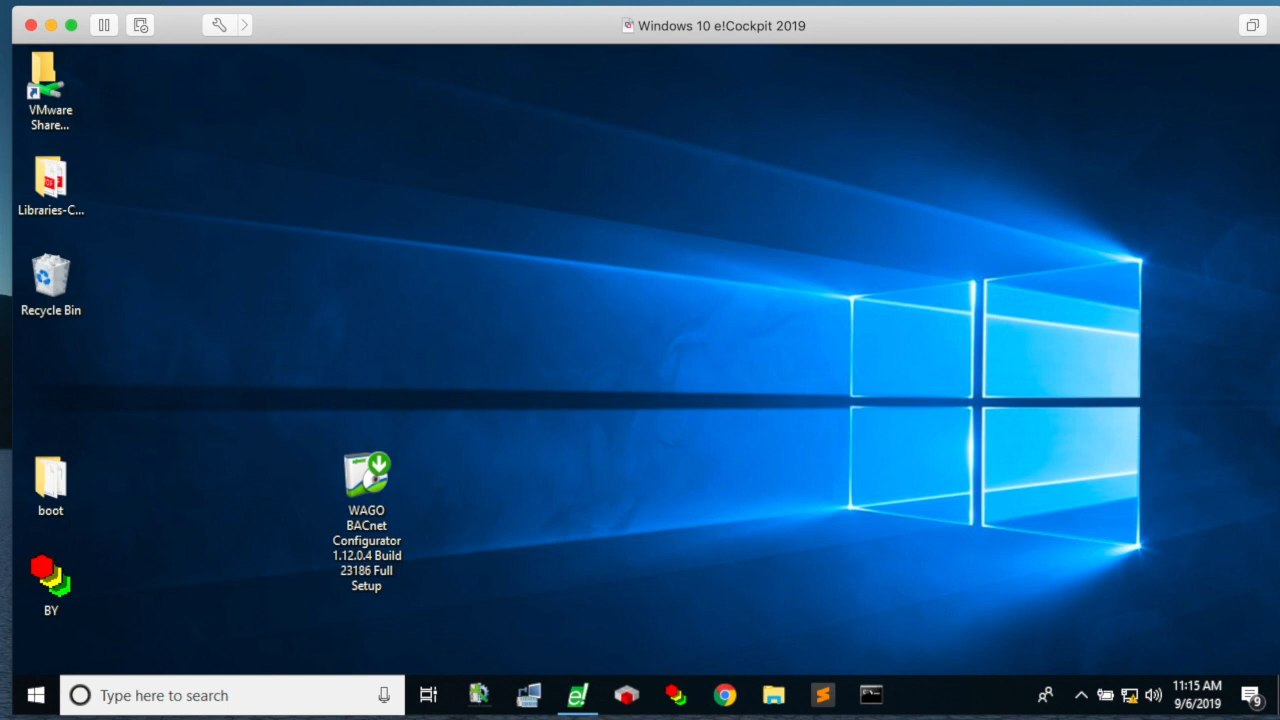 Windows 10 e!Cockpit 2019
VMware
Share...
Libraries-C...
Recycle Bin
boot
BY
WAGO
BACnet
Configurator
1.12.0.4 Build
23186 Full
Setup
Type here to search
11:15 AM
9/6/2019
9